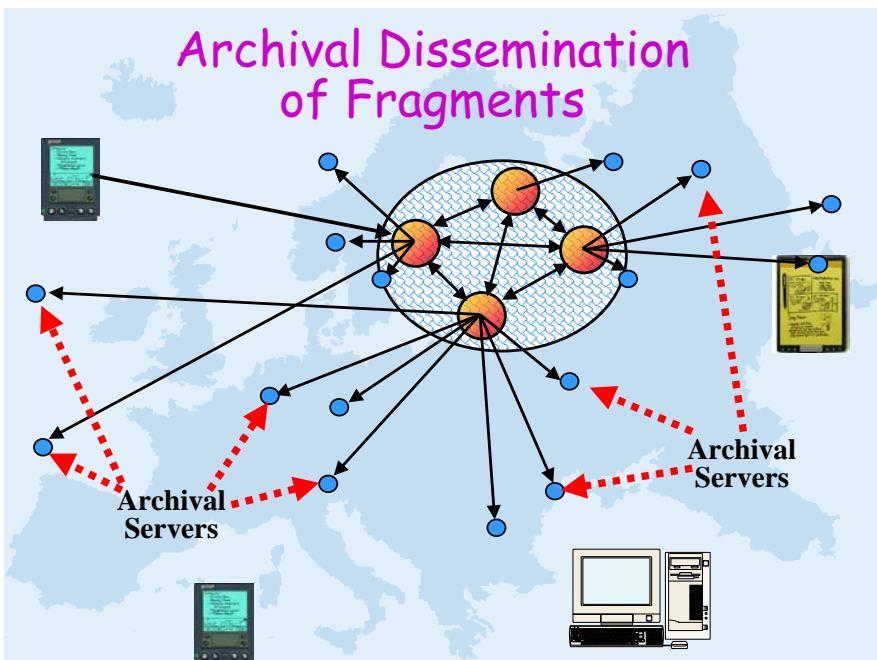 Archival Dissemination
of Fragments
Archival
Servers
Archival
Servers